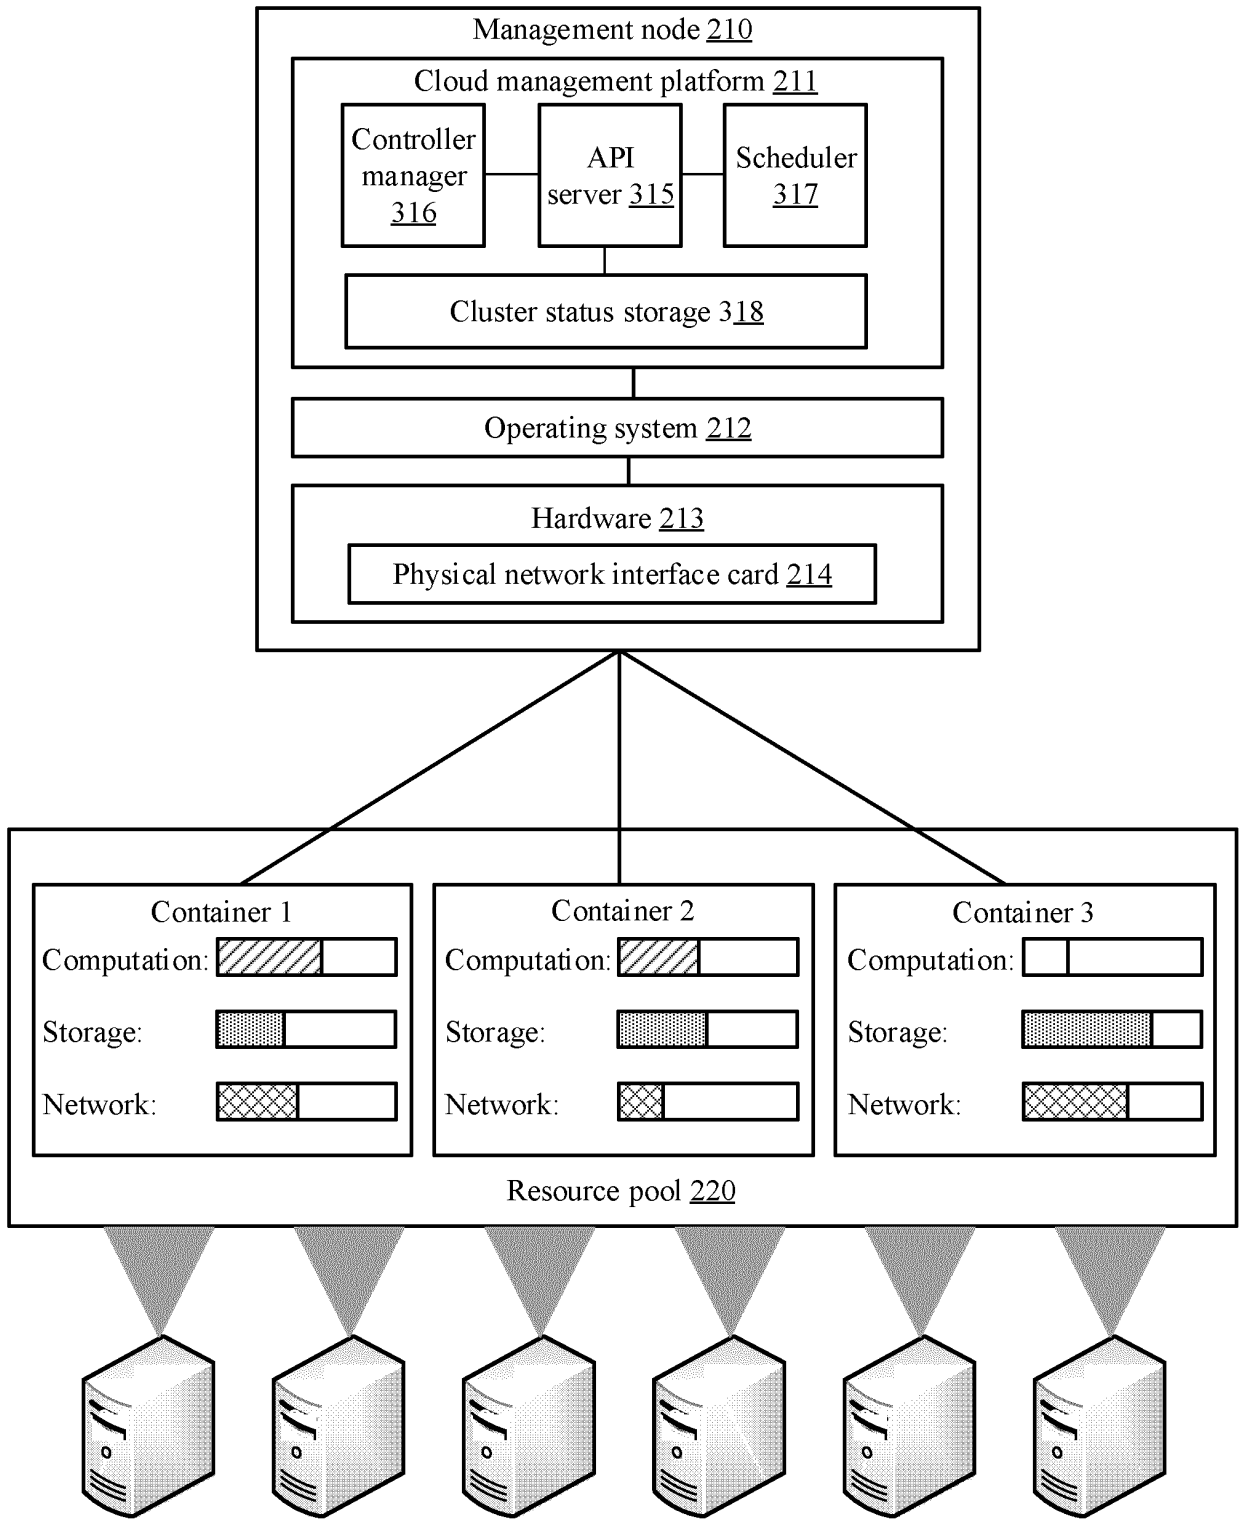 Management node 210
Cloud management platform 211
Controller
manager
316
API
server 315
Scheduler
317
Cluster status storage 318
Operating system 212
Hardware 213
Physical network interface card 214
Container 1
Computation:
Storage:
Network:
Container 2
Computation:
Storage:
Network:
Container 3
Computation:
Storage:
Network:
Resource pool 220